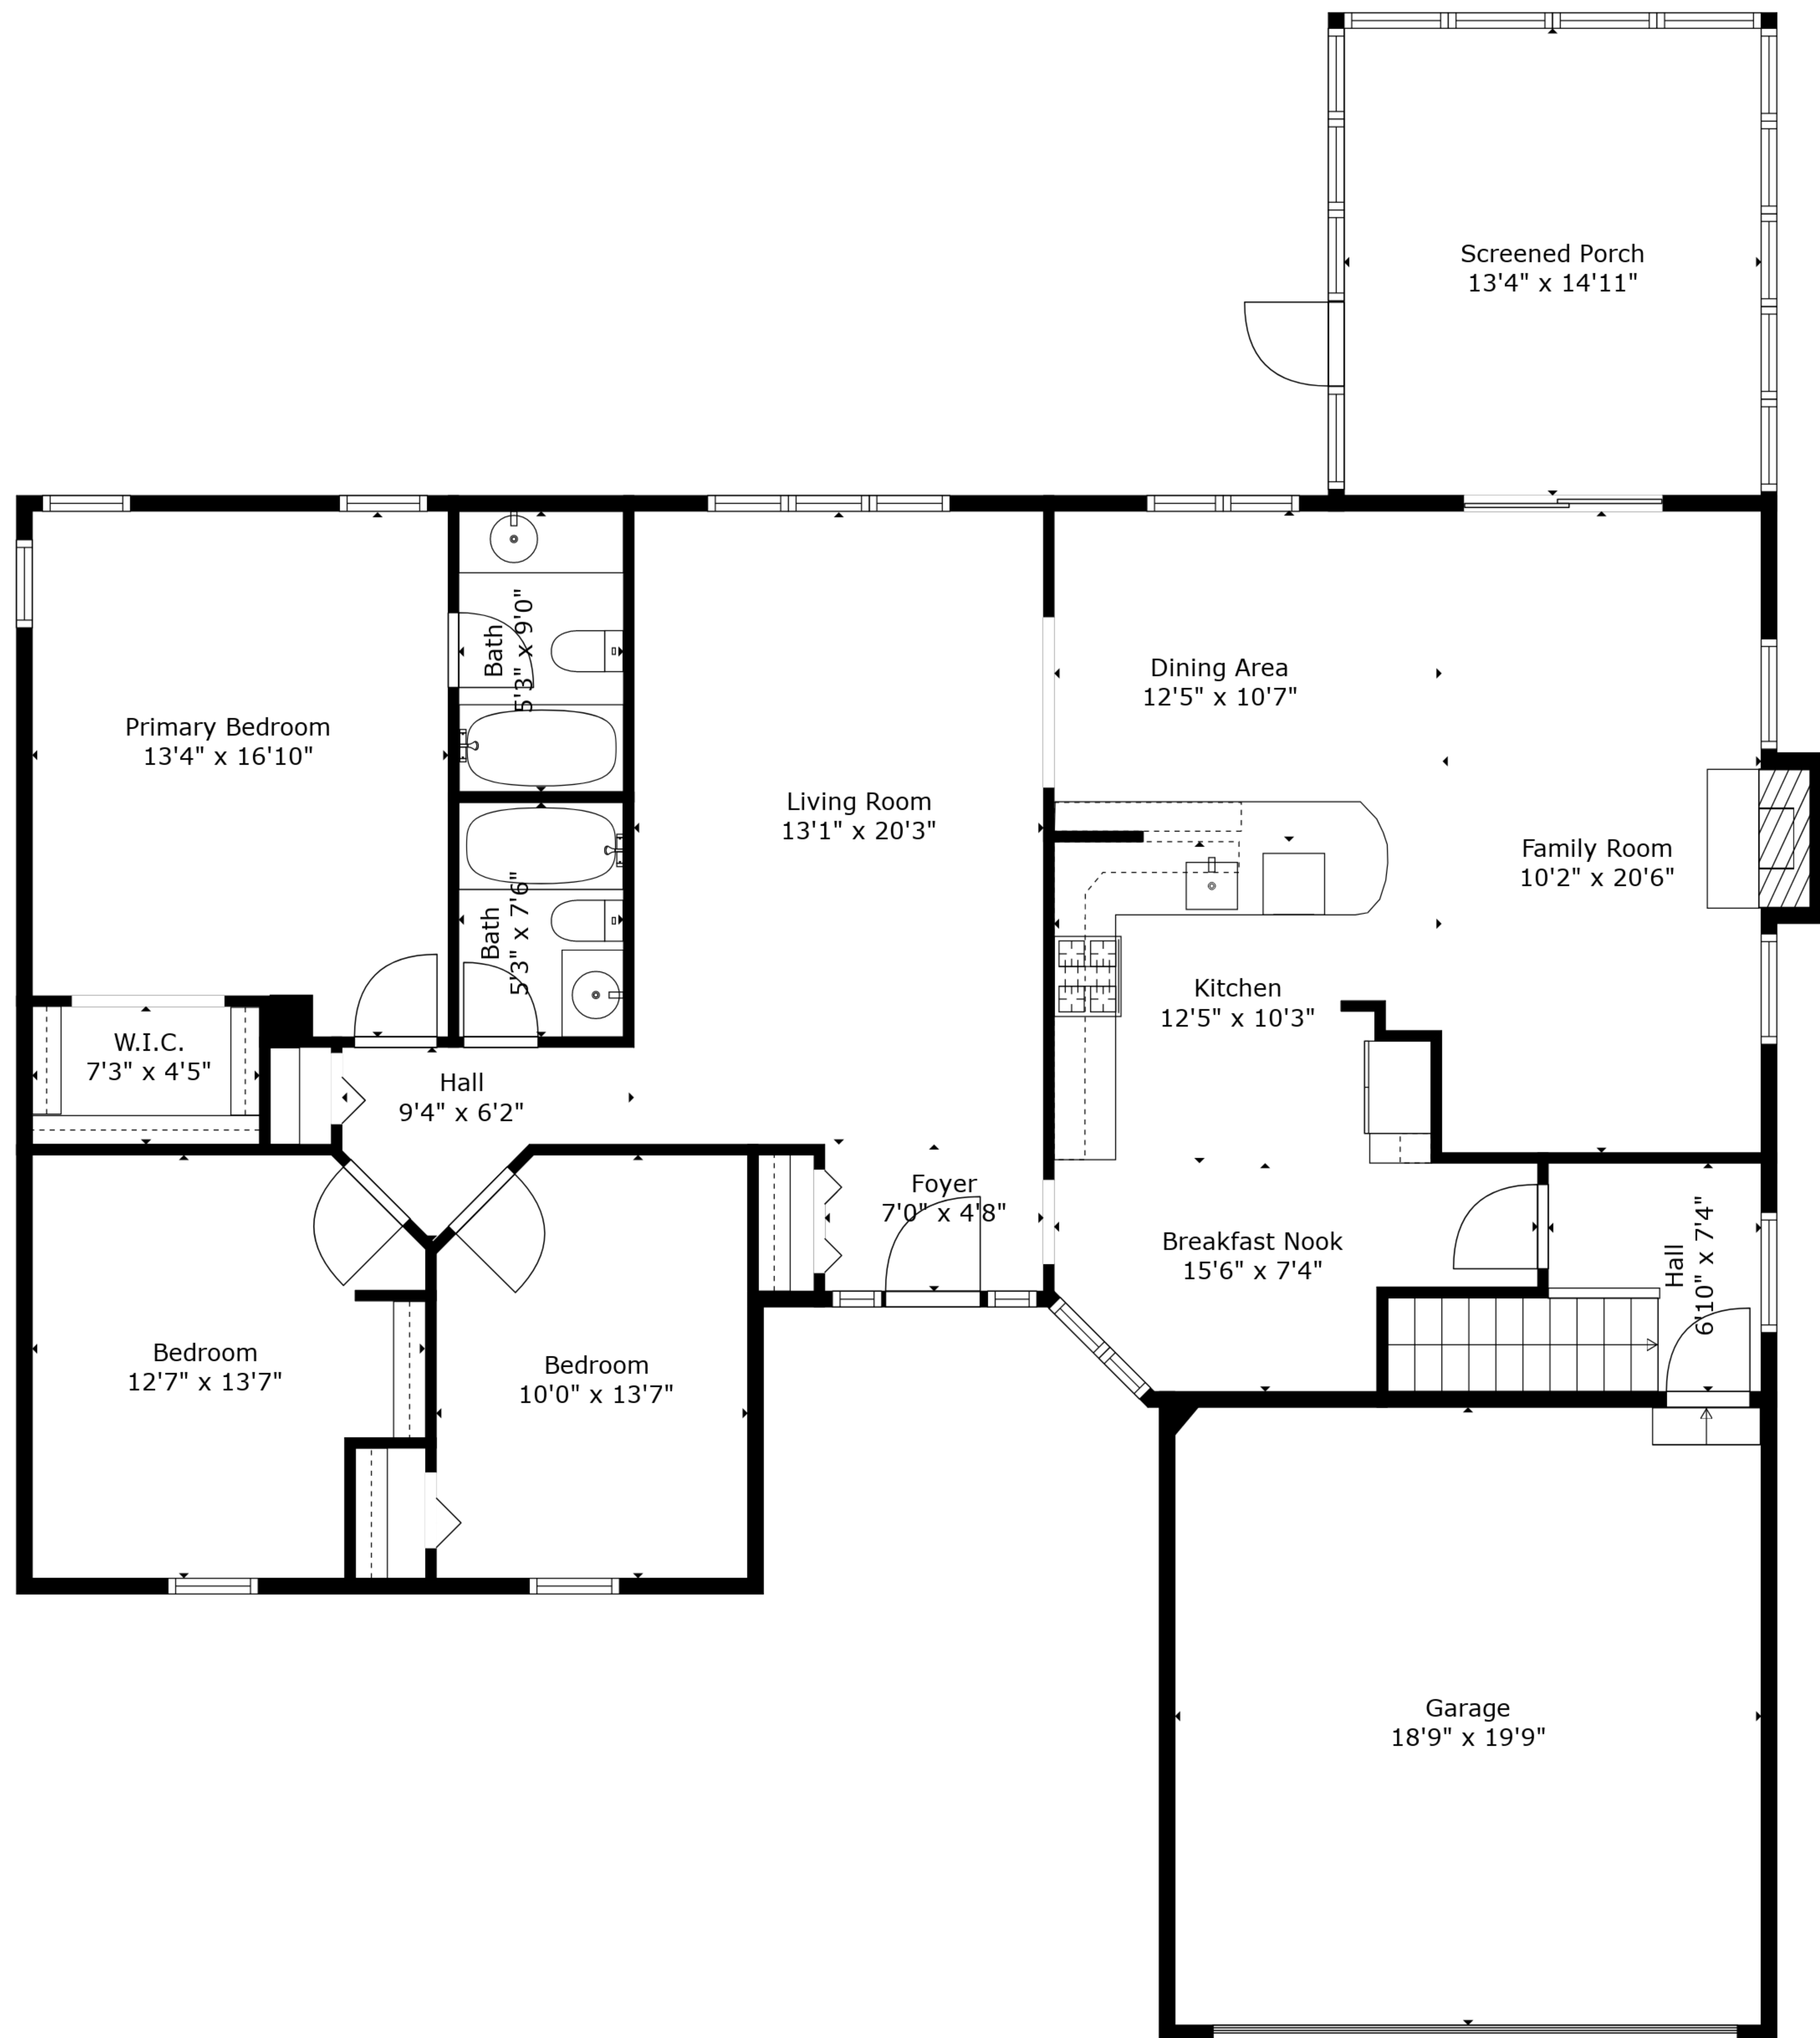 Screened Porch
13'4" x 14'11"
Bath
5'3" x 9'0"
Dining Area
12'5" x 10'7"
Primary Bedroom
13'4" x 16'10"
Living Room
13'1" x 20'3"
Family Room
10'2" x 20'6"
Bath
5'3" x 7'6"
Kitchen
12'5" x 10'3"
W.I.C.
7'3" x 4'5"
Hall
9'4" x 6'2"
Foyer
7'0" x 4'8"
Breakfast Nook
15'6" x 7'4"
Hall
6'10" x 7'4"
Bedroom
12'7" x 13'7"
Bedroom
10'0" x 13'7"
Garage
18'9" x 19'9"